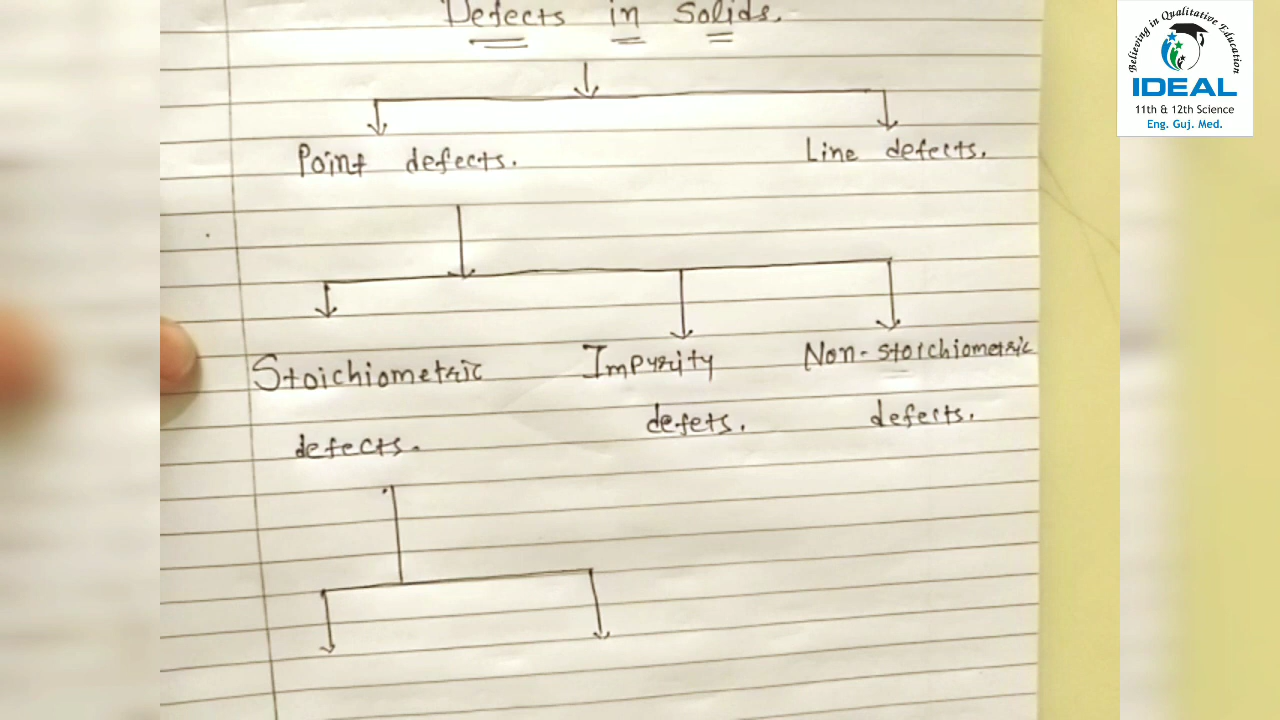 Defects in Solids.
Point defects.
Line defects.
Stoichiometric
defects.
Impurity
defets.
Non-stoichiometric
defects.
Believing in Qualitative Education
IDEAL
11th & 12th Science
Eng. Guj. Med.